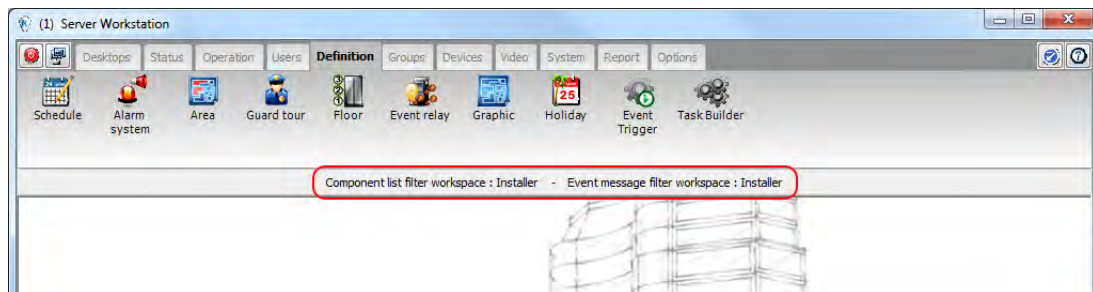 (1) Server Workstation
Desktops Status Operation Users Definition Groups Devices Video System Report Options
Schedule Alarm system Area Guard tour Floor Event relay Graphic Holiday Event Trigger Task Builder
Component list filter workspace : Installer - Event message filter workspace : Installer